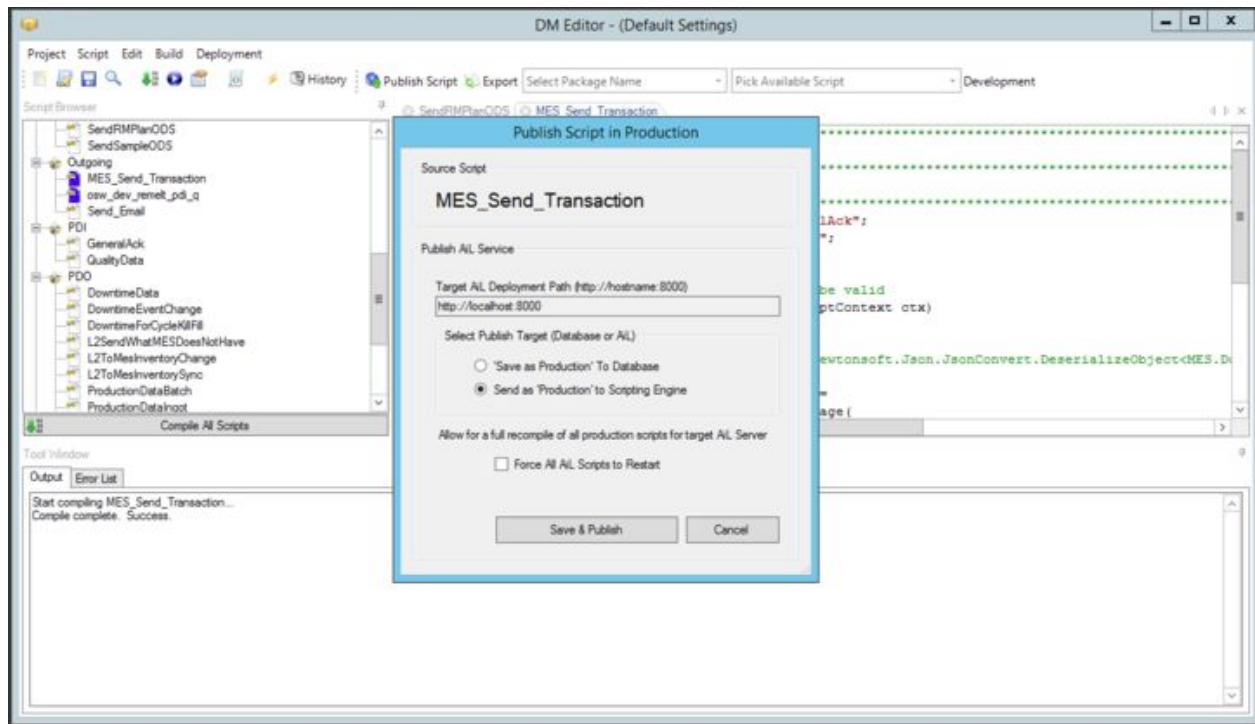 DM Editor - (Default Settings)
Project Script Edit Build Deployment
History Publish Script Export Select Package Name Pick Available Script Development
Script Browser
SendRMPlanODS MES_Send_Transaction
SendRMPlanODS
SendSampleODS
Outgoing
MES_Send_Transaction
osw_dev_remelt_pdi_q
Send_Email
PDI
GeneralAck
QualityData
PDO
DowntimeData
DowntimeEventChange
DowntimeForCycleKillFill
L2SendWhatMESDoesNotHave
L2ToMesInventoryChange
L2ToMesInventorySync
ProductionDataBatch
ProductionDataIngot
Compile All Scripts
lAck";
";
be valid
ptContext ctx)
ewtonsoft.Json.JsonConvert.DeserializeObject<MES.Do
=
age(
Publish Script in Production
Source Script
MES_Send_Transaction
Publish AiL Service
Target AiL Deployment Path (http://hostname:8000)
http://localhost:8000
Select Publish Target (Database or AiL)
'Save as Production' To Database
Send as 'Production' to Scripting Engine
Allow for a full recompile of all production scripts for target AiL Server
Force All AiL Scripts to Restart
Save & Publish Cancel
Tool Window
Output Error List
Start compiling MES_Send_Transaction...
Compile complete. Success.